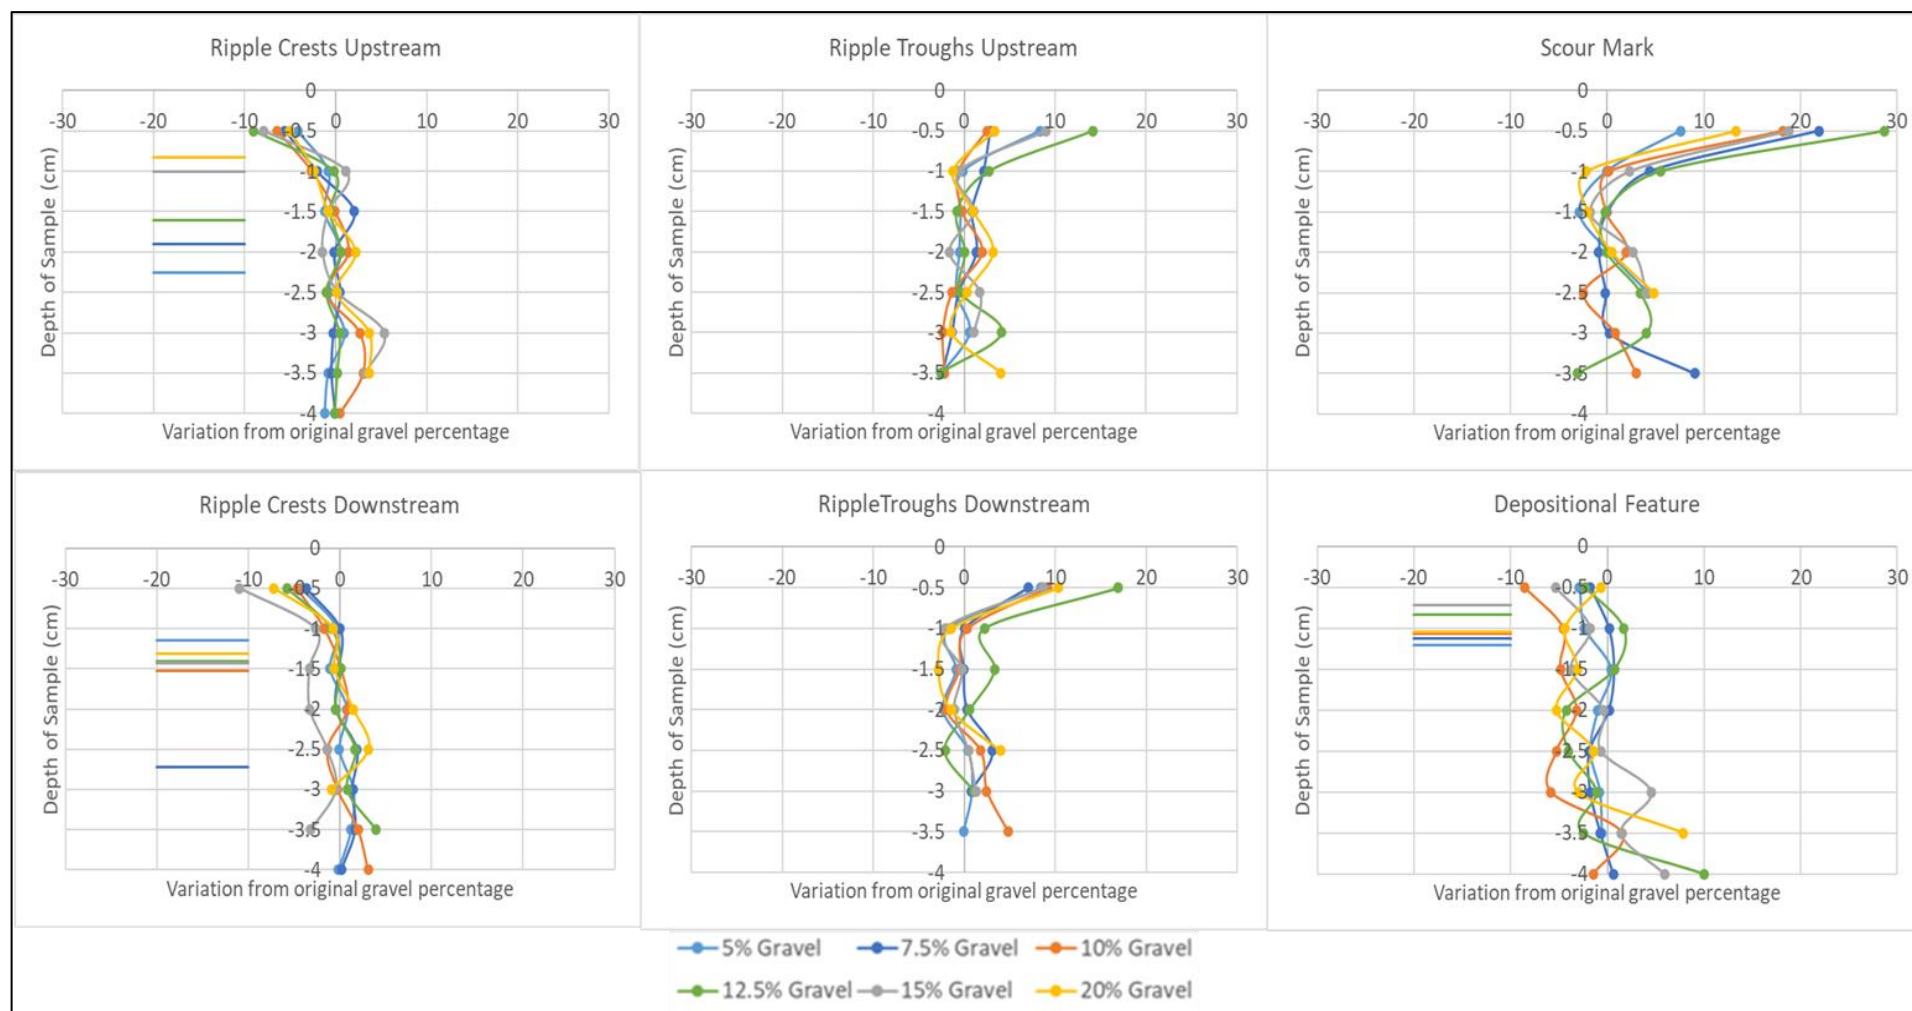 Ripple Crests Upstream
0
-30 -20 -10 0 10 20 30
-0.5
-1
-1.5
-2
-2.5
-3
-3.5
-4
Depth of Sample (cm)
Variation from original gravel percentage
Ripple Troughs Upstream
0
-30 -20 -10 0 10 20 30
-0.5
-1
-1.5
-2
-2.5
-3
-3.5
-4
Depth of Sample (cm)
Variation from original gravel percentage
Scour Mark
0
-30 -20 -10 0 10 20 30
-0.5
-1
-1.5
-2
-2.5
-3
-3.5
-4
Depth of Sample (cm)
Variation from original gravel percentage
Ripple Crests Downstream
0
-30 -20 -10 0 10 20 30
-0.5
-1
-1.5
-2
-2.5
-3
-3.5
-4
Depth of Sample (cm)
Variation from original gravel percentage
RippleTroughs Downstream
0
-30 -20 -10 0 10 20 30
-0.5
-1
-1.5
-2
-2.5
-3
-3.5
-4
Depth of Sample (cm)
Variation from original gravel percentage
Depositional Feature
0
-30 -20 -10 0 10 20 30
-0.5
-1
-1.5
-2
-2.5
-3
-3.5
-4
Depth of Sample (cm)
Variation from original gravel percentage
5% Gravel 7.5% Gravel 10% Gravel
12.5% Gravel 15% Gravel 20% Gravel